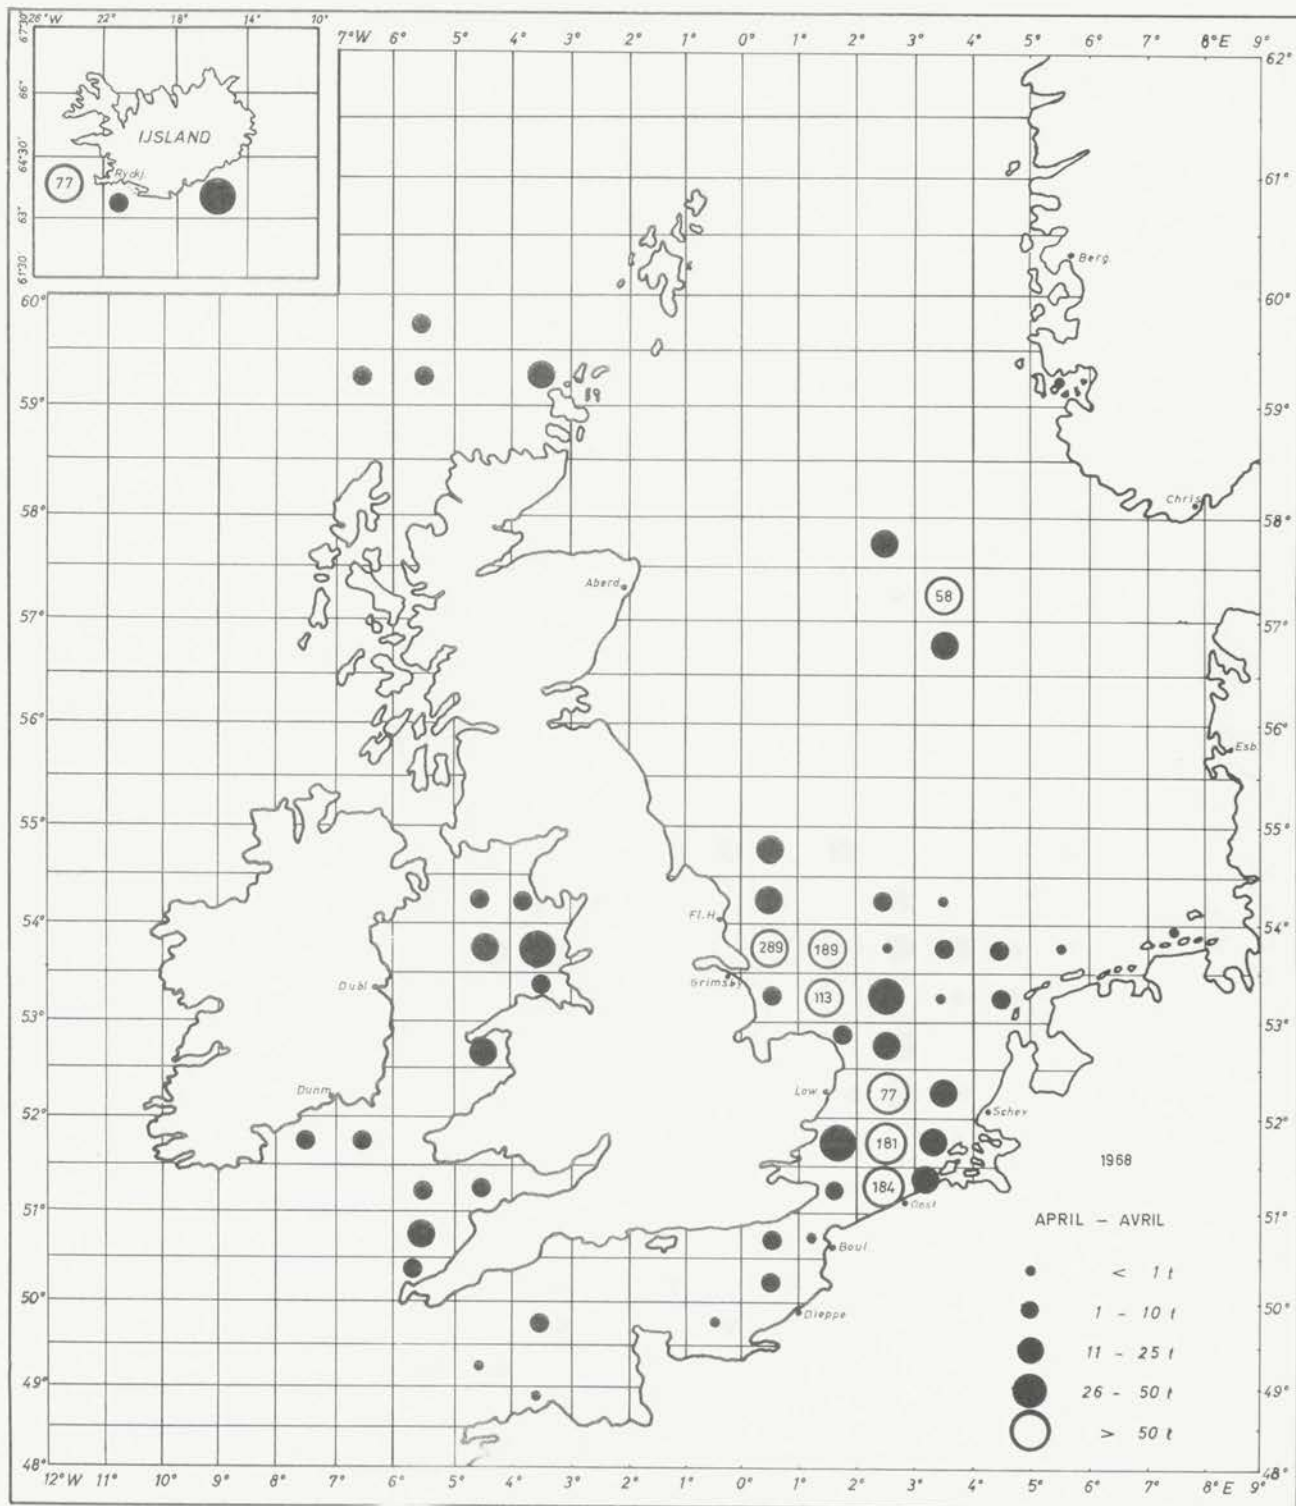 26°W 22° 18° 14° 10°
67°30'
66°
64°30'
63°
61°30'
IJSLAND
Ryckj.
77
7°W 6° 5° 4° 3° 2° 1° 0° 1° 2° 3° 4° 5° 6° 7° 8°E 9°
62°
61°
Berg.
60° 60°
59° 59°
Chris
58° 58°
Aberd.
58
57° 57°
56° 56°
Esb.
55° 55°
Fl.H.
54° 54°
289 189
Grimsby
Dubl.
113
53° 53°
Dunm.
Low.
77
Schev
52° 52°
181
1968
184
Oost.
51° 51°
APRIL – AVRIL
Boul.
< 1 t
50° 50°
Dieppe
1 – 10 t
11 – 25 t
49° 49°
26 – 50 t
> 50 t
48° 48°
12°W 11° 10° 9° 8° 7° 6° 5° 4° 3° 2° 1° 0° 1° 2° 3° 4° 5° 6° 7° 8°E 9°